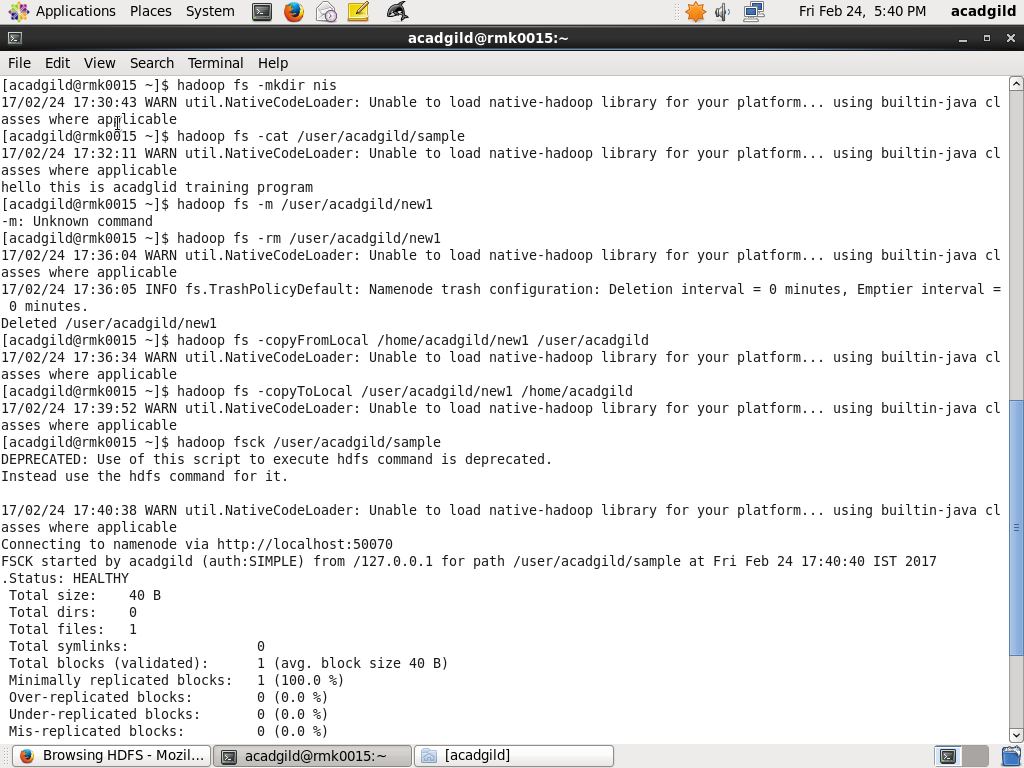 Applications Places System Fri Feb 24, 5:40 PM acadgild
acadgild@rmk0015:~
File Edit View Search Terminal Help
[acadgild@rmk0015 ~]$ hadoop fs -mkdir nis
17/02/24 17:30:43 WARN util.NativeCodeLoader: Unable to load native-hadoop library for your platform... using builtin-java cl
asses where applicable
[acadgild@rmk0015 ~]$ hadoop fs -cat /user/acadgild/sample
17/02/24 17:32:11 WARN util.NativeCodeLoader: Unable to load native-hadoop library for your platform... using builtin-java cl
asses where applicable
hello this is acadglid training program
[acadgild@rmk0015 ~]$ hadoop fs -m /user/acadgild/new1
-m: Unknown command
[acadgild@rmk0015 ~]$ hadoop fs -rm /user/acadgild/new1
17/02/24 17:36:04 WARN util.NativeCodeLoader: Unable to load native-hadoop library for your platform... using builtin-java cl
asses where applicable
17/02/24 17:36:05 INFO fs.TrashPolicyDefault: Namenode trash configuration: Deletion interval = 0 minutes, Emptier interval =
 0 minutes.
Deleted /user/acadgild/new1
[acadgild@rmk0015 ~]$ hadoop fs -copyFromLocal /home/acadgild/new1 /user/acadgild
17/02/24 17:36:34 WARN util.NativeCodeLoader: Unable to load native-hadoop library for your platform... using builtin-java cl
asses where applicable
[acadgild@rmk0015 ~]$ hadoop fs -copyToLocal /user/acadgild/new1 /home/acadgild
17/02/24 17:39:52 WARN util.NativeCodeLoader: Unable to load native-hadoop library for your platform... using builtin-java cl
asses where applicable
[acadgild@rmk0015 ~]$ hadoop fsck /user/acadgild/sample
DEPRECATED: Use of this script to execute hdfs command is deprecated.
Instead use the hdfs command for it.
17/02/24 17:40:38 WARN util.NativeCodeLoader: Unable to load native-hadoop library for your platform... using builtin-java cl
asses where applicable
Connecting to namenode via http://localhost:50070
FSCK started by acadgild (auth:SIMPLE) from /127.0.0.1 for path /user/acadgild/sample at Fri Feb 24 17:40:40 IST 2017
.Status: HEALTHY
 Total size:    40 B
 Total dirs:    0
 Total files:   1
 Total symlinks:                0
 Total blocks (validated):      1 (avg. block size 40 B)
 Minimally replicated blocks:   1 (100.0 %)
 Over-replicated blocks:        0 (0.0 %)
 Under-replicated blocks:       0 (0.0 %)
 Mis-replicated blocks:         0 (0.0 %)
Browsing HDFS - Mozil... acadgild@rmk0015:~ [acadgild]